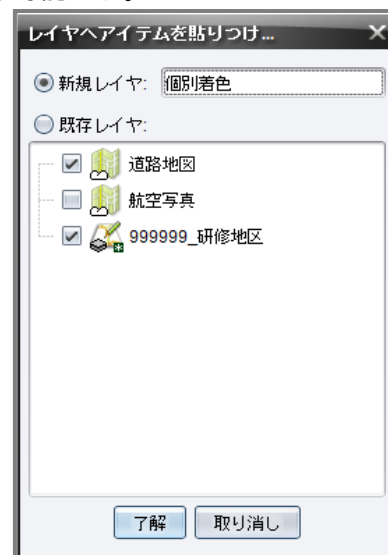 レイヤへアイテムを貼りつけ...
新規レイヤ: 個別着色
既存レイヤ:
道路地図
航空写真
999999_研修地区
了解 取り消し